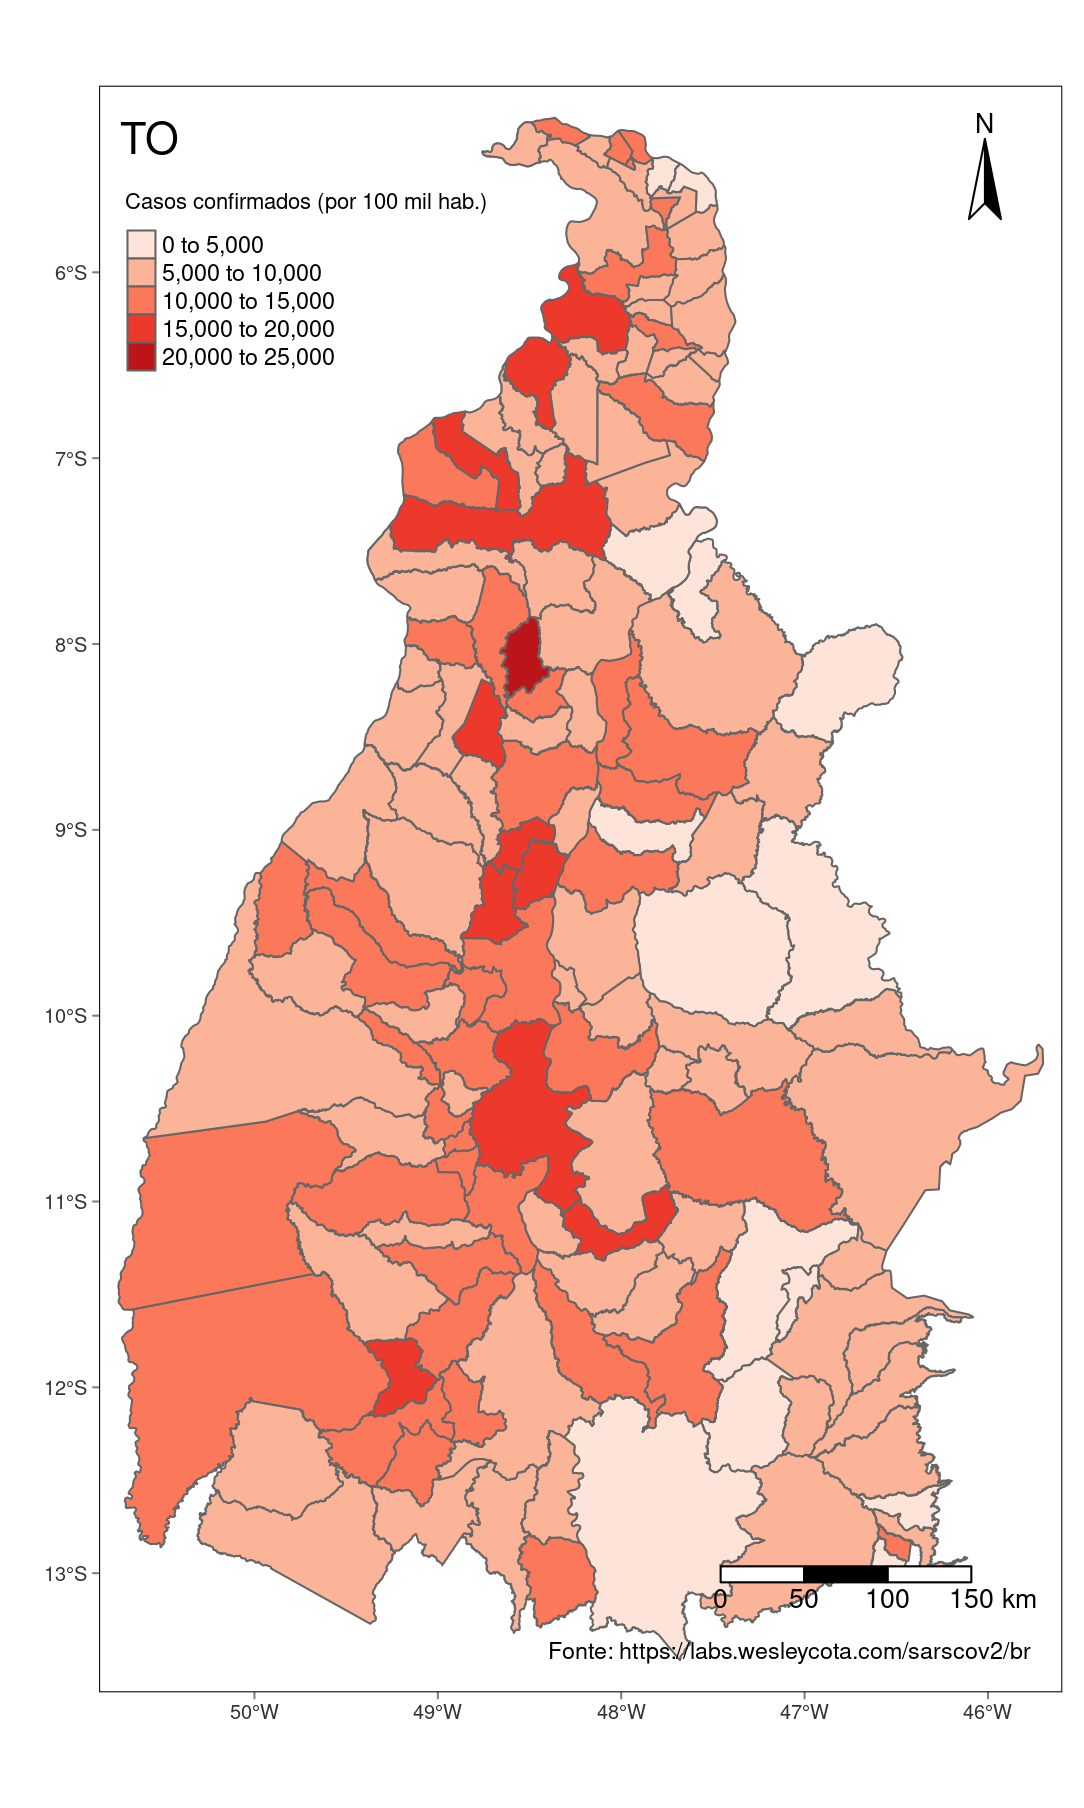 TO
N
Casos confirmados (por 100 mil hab.)
0 to 5,000
5,000 to 10,000
10,000 to 15,000
15,000 to 20,000
20,000 to 25,000
6°S
7°S
8°S
9°S
10°S
11°S
12°S
13°S
0 50 100 150 km
Fonte: https://labs.wesleycota.com/sarscov2/br
50°W 49°W 48°W 47°W 46°W